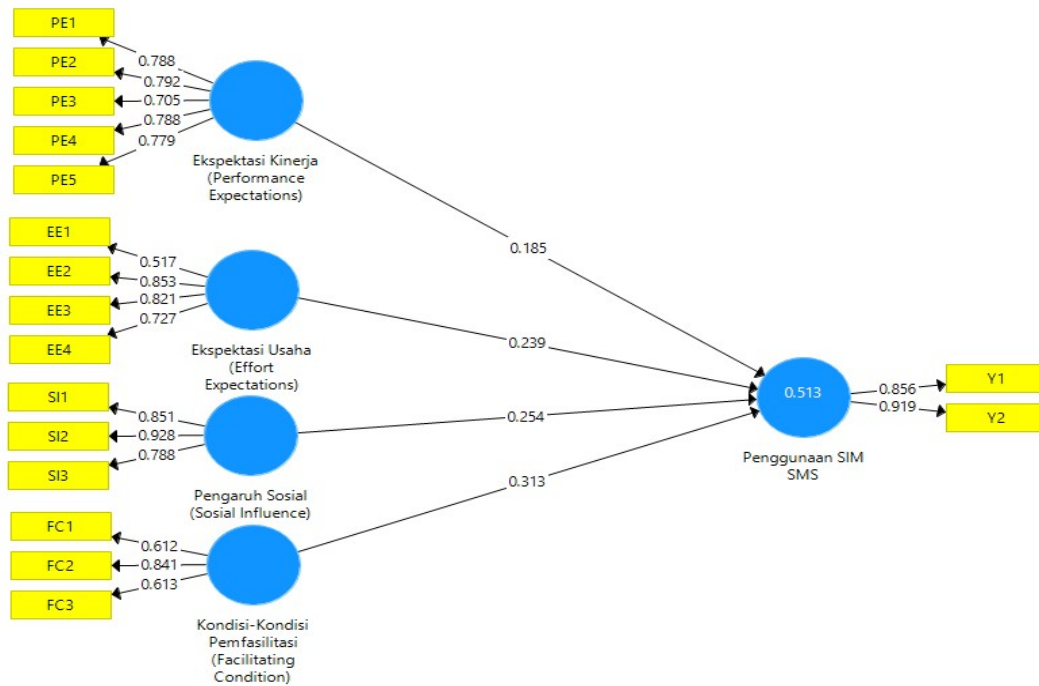 PE1
PE2
PE3
PE4
PE5
0.788
0.792
0.705
0.788
0.779
Ekspektasi Kinerja
(Performance
Expectations)
0.185
EE1
EE2
EE3
EE4
0.517
0.853
0.821
0.727
Ekspektasi Usaha
(Effort
Expectations)
0.239
SI1
SI2
SI3
0.851
0.928
0.788
Pengaruh Sosial
(Sosial Influence)
0.254
FC1
FC2
FC3
0.612
0.841
0.613
Kondisi-Kondisi
Pemfasilitasi
(Facilitating
Condition)
0.313
0.513
Penggunaan SIM
SMS
0.856
0.919
Y1
Y2